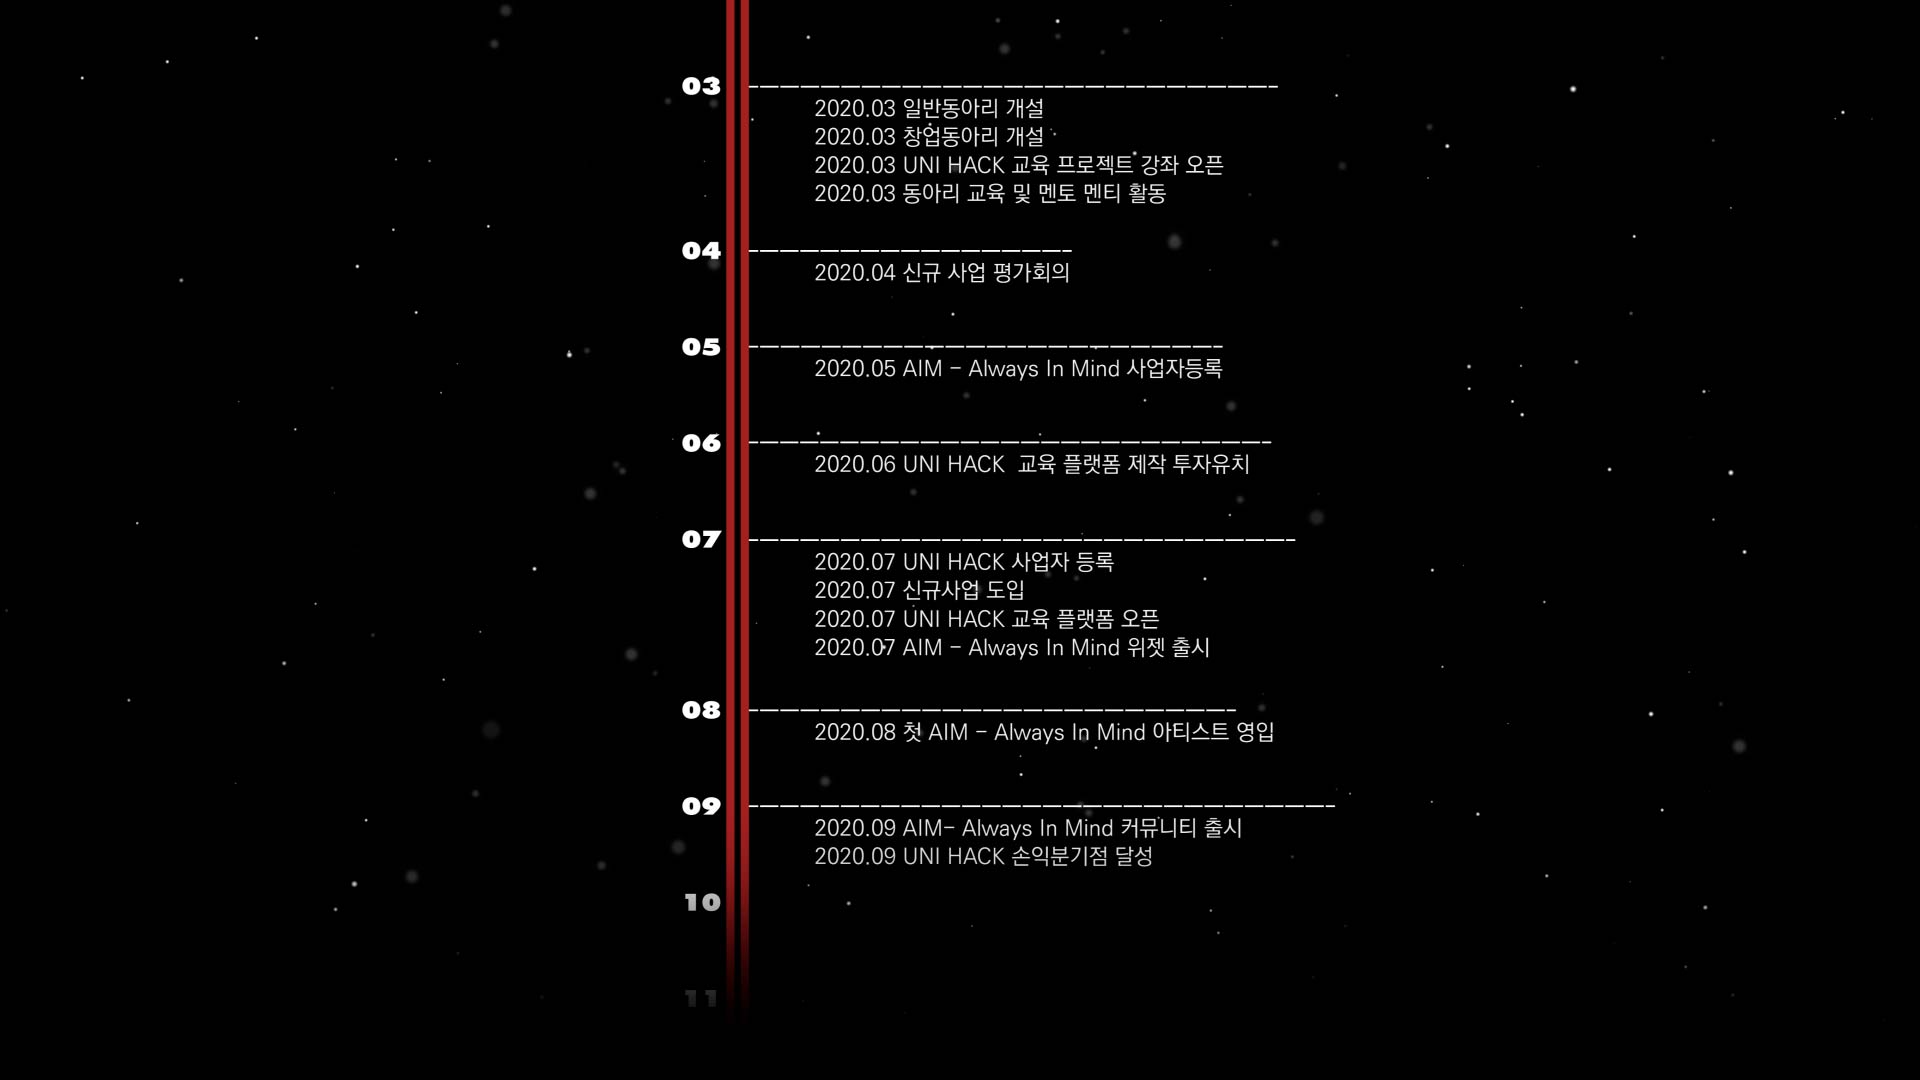 03
2020.03 일반동아리 개설
2020.03 창업동아리 개설
2020.03 UNI HACK 교육 프로젝트 강좌 오픈
2020.03 동아리 교육 및 멘토 멘티 활동
04
2020.04 신규 사업 평가회의
05
2020.05 AIM - Always In Mind 사업자등록
06
2020.06 UNI HACK  교육 플랫폼 제작 투자유치
07
2020.07 UNI HACK 사업자 등록
2020.07 신규사업 도입
2020.07 UNI HACK 교육 플랫폼 오픈
2020.07 AIM - Always In Mind 위젯 출시
08
2020.08 첫 AIM - Always In Mind 아티스트 영입
09
2020.09 AIM- Always In Mind 커뮤니티 출시
2020.09 UNI HACK 손익분기점 달성
10
11